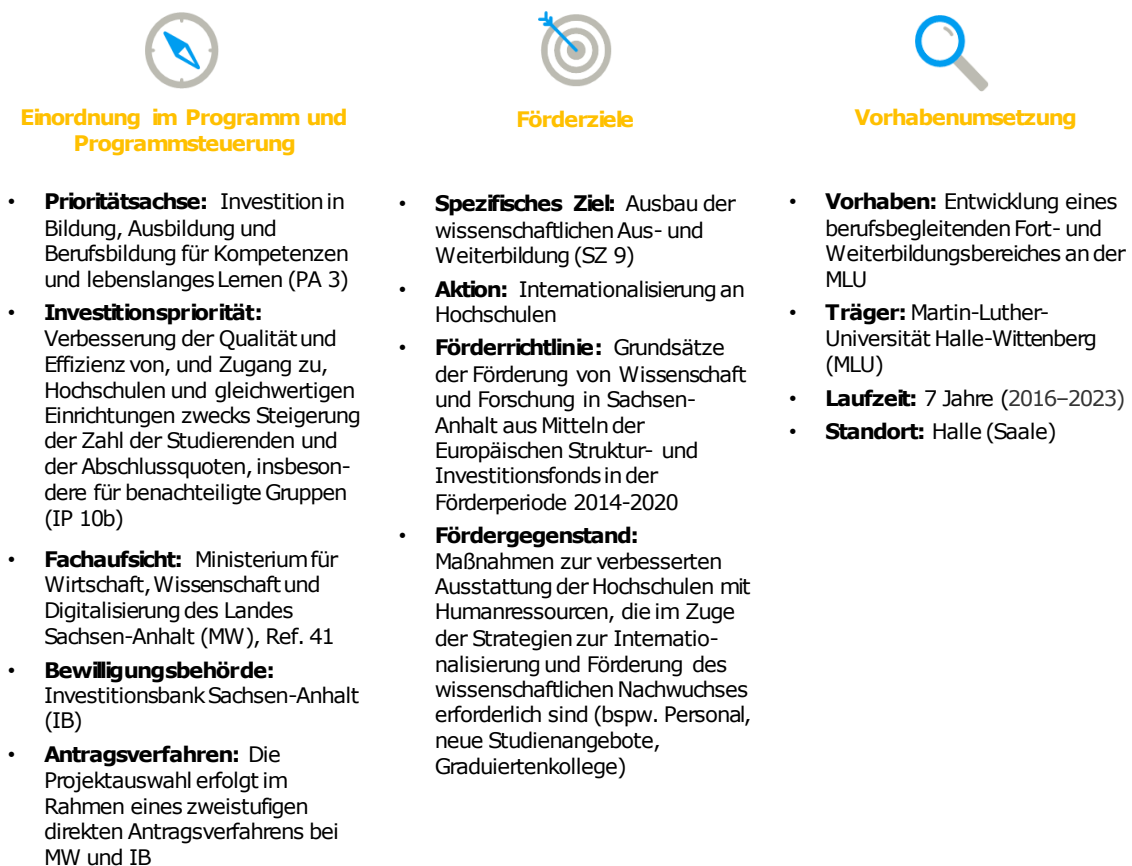 Einordnung im Programm und
Programmsteuerung
• Prioritätsachse: Investition in
Bildung, Ausbildung und
Berufsbildung für Kompetenzen
und lebenslanges Lernen (PA 3)
• Investitionspriorität:
Verbesserung der Qualität und
Effizienz von, und Zugang zu,
Hochschulen und gleichwertigen
Einrichtungen zwecks Steigerung
der Zahl der Studierenden und
der Abschlussquoten, insbeson-
dere für benachteiligte Gruppen
(IP 10b)
• Fachaufsicht: Ministerium für
Wirtschaft, Wissenschaft und
Digitalisierung des Landes
Sachsen-Anhalt (MW), Ref. 41
• Bewilligungsbehörde:
Investitionsbank Sachsen-Anhalt
(IB)
• Antragsverfahren: Die
Projektauswahl erfolgt im
Rahmen eines zweistufigen
direkten Antragsverfahrens bei
MW und IB
Förderziele
• Spezifisches Ziel: Ausbau der
wissenschaftlichen Aus- und
Weiterbildung (SZ 9)
• Aktion: Internationalisierung an
Hochschulen
• Förderrichtlinie: Grundsätze
der Förderung von Wissenschaft
und Forschung in Sachsen-
Anhalt aus Mitteln der
Europäischen Struktur- und
Investitionsfonds in der
Förderperiode 2014-2020
• Fördergegenstand:
Maßnahmen zur verbesserten
Ausstattung der Hochschulen mit
Humanressourcen, die im Zuge
der Strategien zur Internatio-
nalisierung und Förderung des
wissenschaftlichen Nachwuchses
erforderlich sind (bspw. Personal,
neue Studienangebote,
Graduiertenkollege)
Vorhabenumsetzung
• Vorhaben: Entwicklung eines
berufsbegleitenden Fort- und
Weiterbildungsbereiches an der
MLU
• Träger: Martin-Luther-
Universität Halle-Wittenberg
(MLU)
• Laufzeit: 7 Jahre (2016–2023)
• Standort: Halle (Saale)